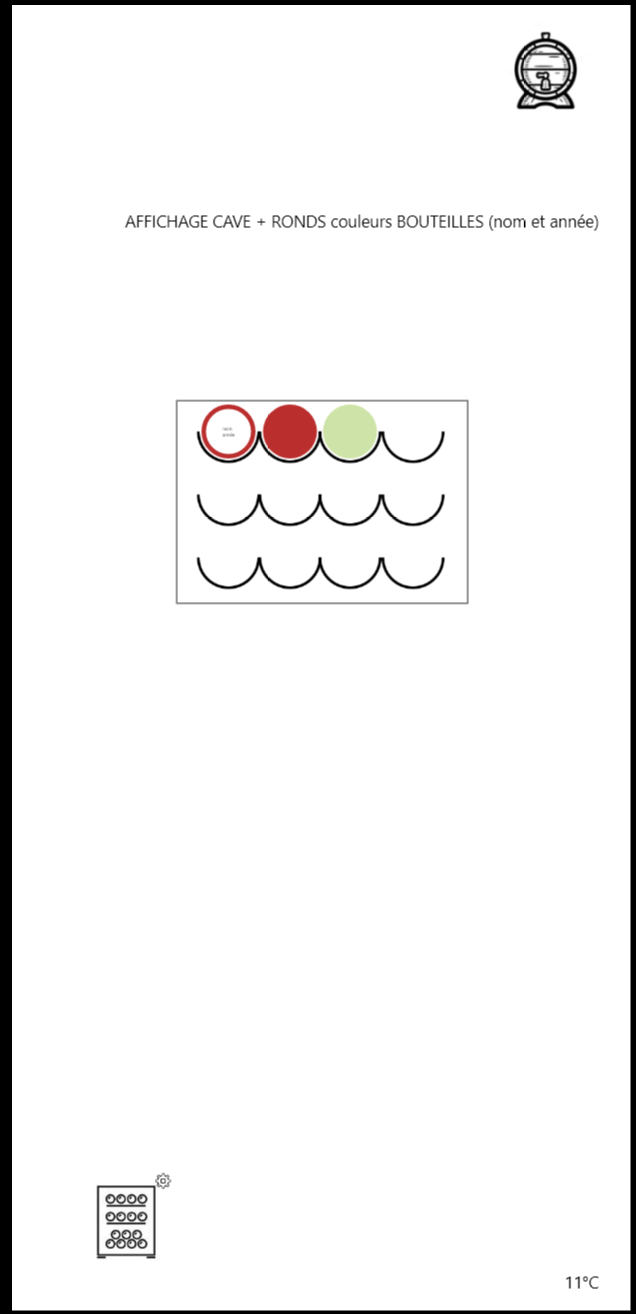 AFFICHAGE CAVE + RONDS couleurs BOUTEILLES (nom et année)
nom
année
11°C